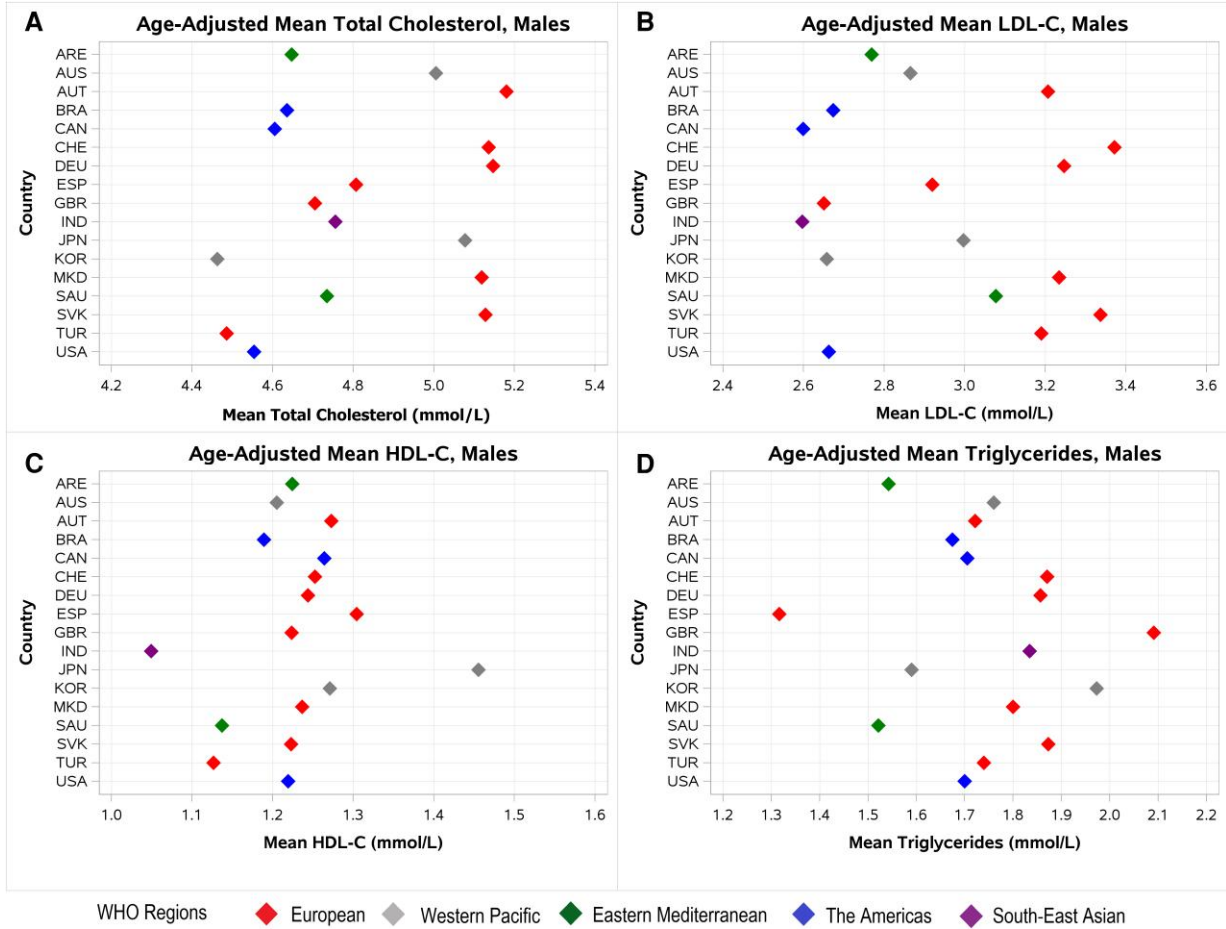 A
Age-Adjusted Mean Total Cholesterol, Males
Country
ARE
AUS
AUT
BRA
CAN
CHE
DEU
ESP
GBR
IND
JPN
KOR
MKD
SAU
SVK
TUR
USA
4.2 4.4 4.6 4.8 5.0 5.2 5.4
Mean Total Cholesterol (mmol/L)
B
Age-Adjusted Mean LDL-C, Males
Country
ARE
AUS
AUT
BRA
CAN
CHE
DEU
ESP
GBR
IND
JPN
KOR
MKD
SAU
SVK
TUR
USA
2.4 2.6 2.8 3.0 3.2 3.4 3.6
Mean LDL-C (mmol/L)
C
Age-Adjusted Mean HDL-C, Males
Country
ARE
AUS
AUT
BRA
CAN
CHE
DEU
ESP
GBR
IND
JPN
KOR
MKD
SAU
SVK
TUR
USA
1.0 1.1 1.2 1.3 1.4 1.5 1.6
Mean HDL-C (mmol/L)
D
Age-Adjusted Mean Triglycerides, Males
Country
ARE
AUS
AUT
BRA
CAN
CHE
DEU
ESP
GBR
IND
JPN
KOR
MKD
SAU
SVK
TUR
USA
1.2 1.3 1.4 1.5 1.6 1.7 1.8 1.9 2.0 2.1 2.2
Mean Triglycerides (mmol/L)
WHO Regions European Western Pacific Eastern Mediterranean The Americas South-East Asian